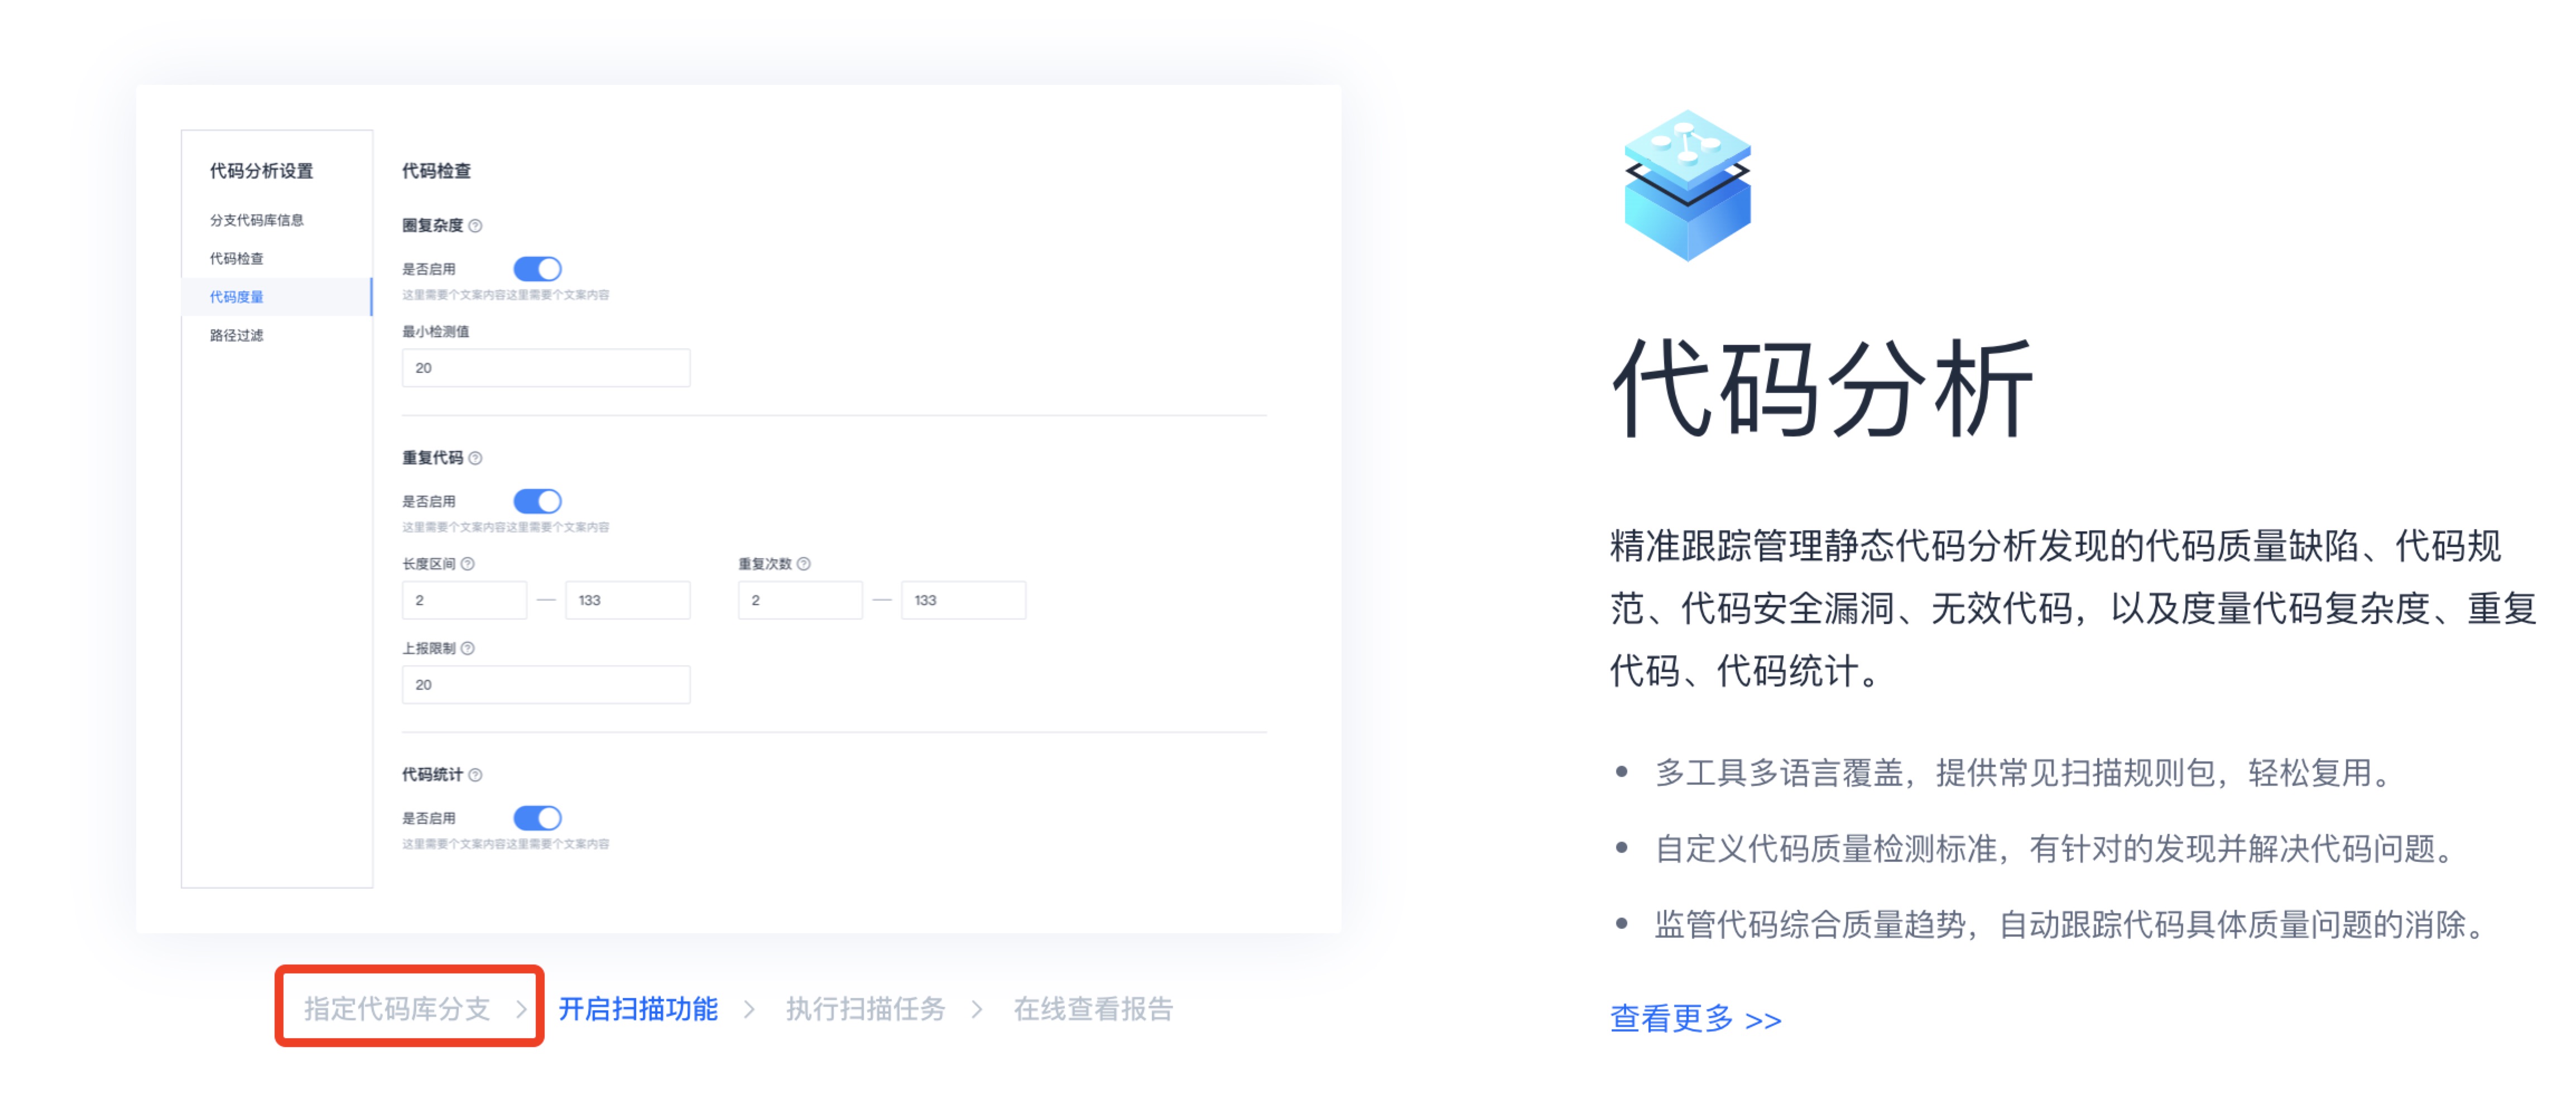 代码分析设置
分支代码库信息
代码检查
代码度量
路径过滤
代码检查
圈复杂度
是否启用
这里需要个文案内容这里需要个文案内容
最小检测值
20
重复代码
是否启用
这里需要个文案内容这里需要个文案内容
长度区间 重复次数
2 — 133 2 — 133
上报限制
20
代码统计
是否启用
这里需要个文案内容这里需要个文案内容
指定代码库分支 > 开启扫描功能 > 执行扫描任务 > 在线查看报告
代码分析
精准跟踪管理静态代码分析发现的代码质量缺陷、代码规
范、代码安全漏洞、无效代码，以及度量代码复杂度、重复
代码、代码统计。
• 多工具多语言覆盖，提供常见扫描规则包，轻松复用。
• 自定义代码质量检测标准，有针对的发现并解决代码问题。
• 监管代码综合质量趋势，自动跟踪代码具体质量问题的消除。
查看更多 >>